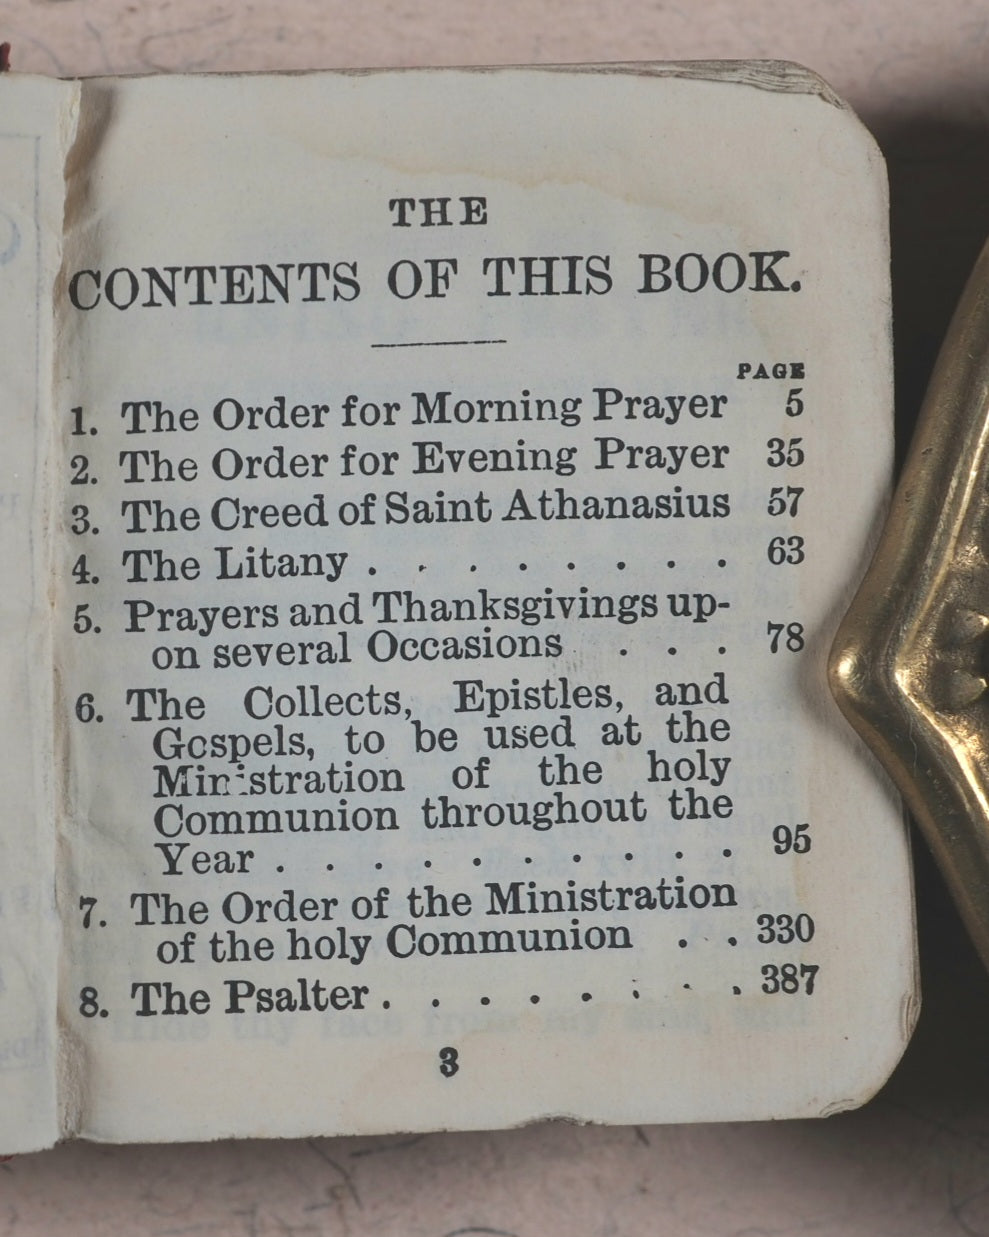 THE
CONTENTS OF THIS BOOK.
PAGE
1. The Order for Morning Prayer 5
2. The Order for Evening Prayer 35
3. The Creed of Saint Athanasius 57
4. The Litany . . . . . . . . 63
5. Prayers and Thanksgivings up-
on several Occasions . . . 78
6. The Collects, Epistles, and
Gospels, to be used at the
Ministration of the holy
Communion throughout the
Year . . . . . . . . . . 95
7. The Order of the Ministration
of the holy Communion . . . 330
8. The Psalter . . . . . . . . 387
3